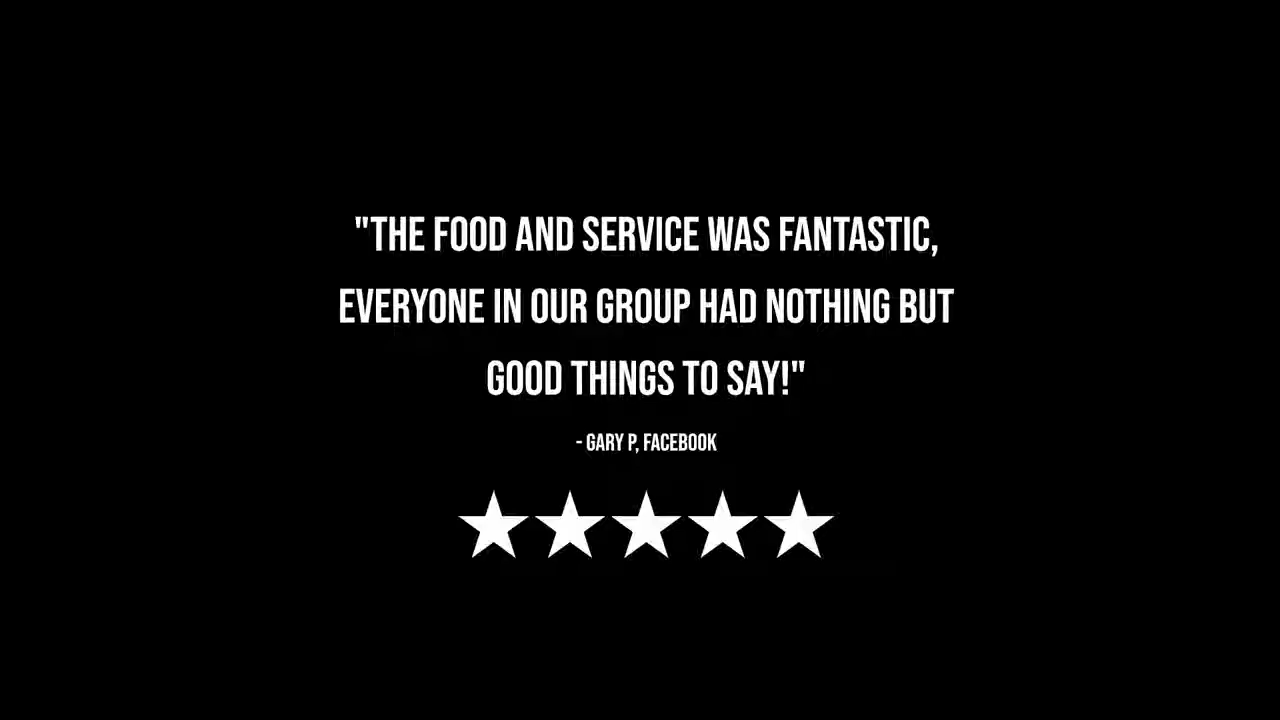 "THE FOOD AND SERVICE WAS FANTASTIC,
EVERYONE IN OUR GROUP HAD NOTHING BUT
GOOD THINGS TO SAY!"
- GARY P, FACEBOOK